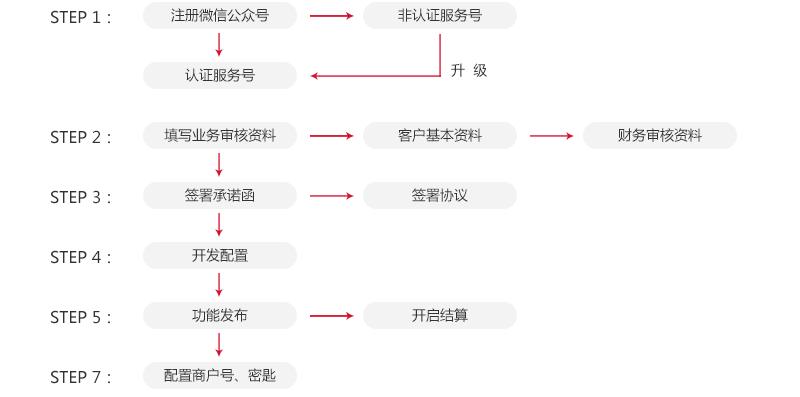 STEP 1： 注册微信公众号 非认证服务号
认证服务号 升 级
STEP 2： 填写业务审核资料 客户基本资料 财务审核资料
STEP 3： 签署承诺函 签署协议
STEP 4： 开发配置
STEP 5： 功能发布 开启结算
STEP 7： 配置商户号、密匙